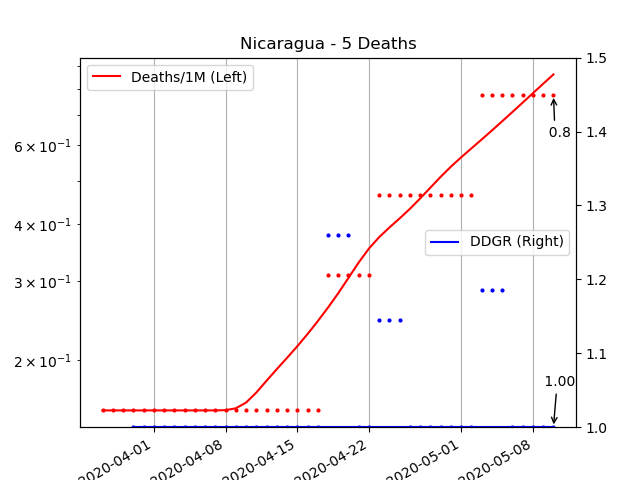 Nicaragua - 5 Deaths
Deaths/1M (Left)
DDGR (Right)
6 × 10⁻¹
4 × 10⁻¹
3 × 10⁻¹
2 × 10⁻¹
1.5
1.4
1.3
1.2
1.1
1.0
0.8
1.00
2020-04-01
2020-04-08
2020-04-15
2020-04-22
2020-05-01
2020-05-08